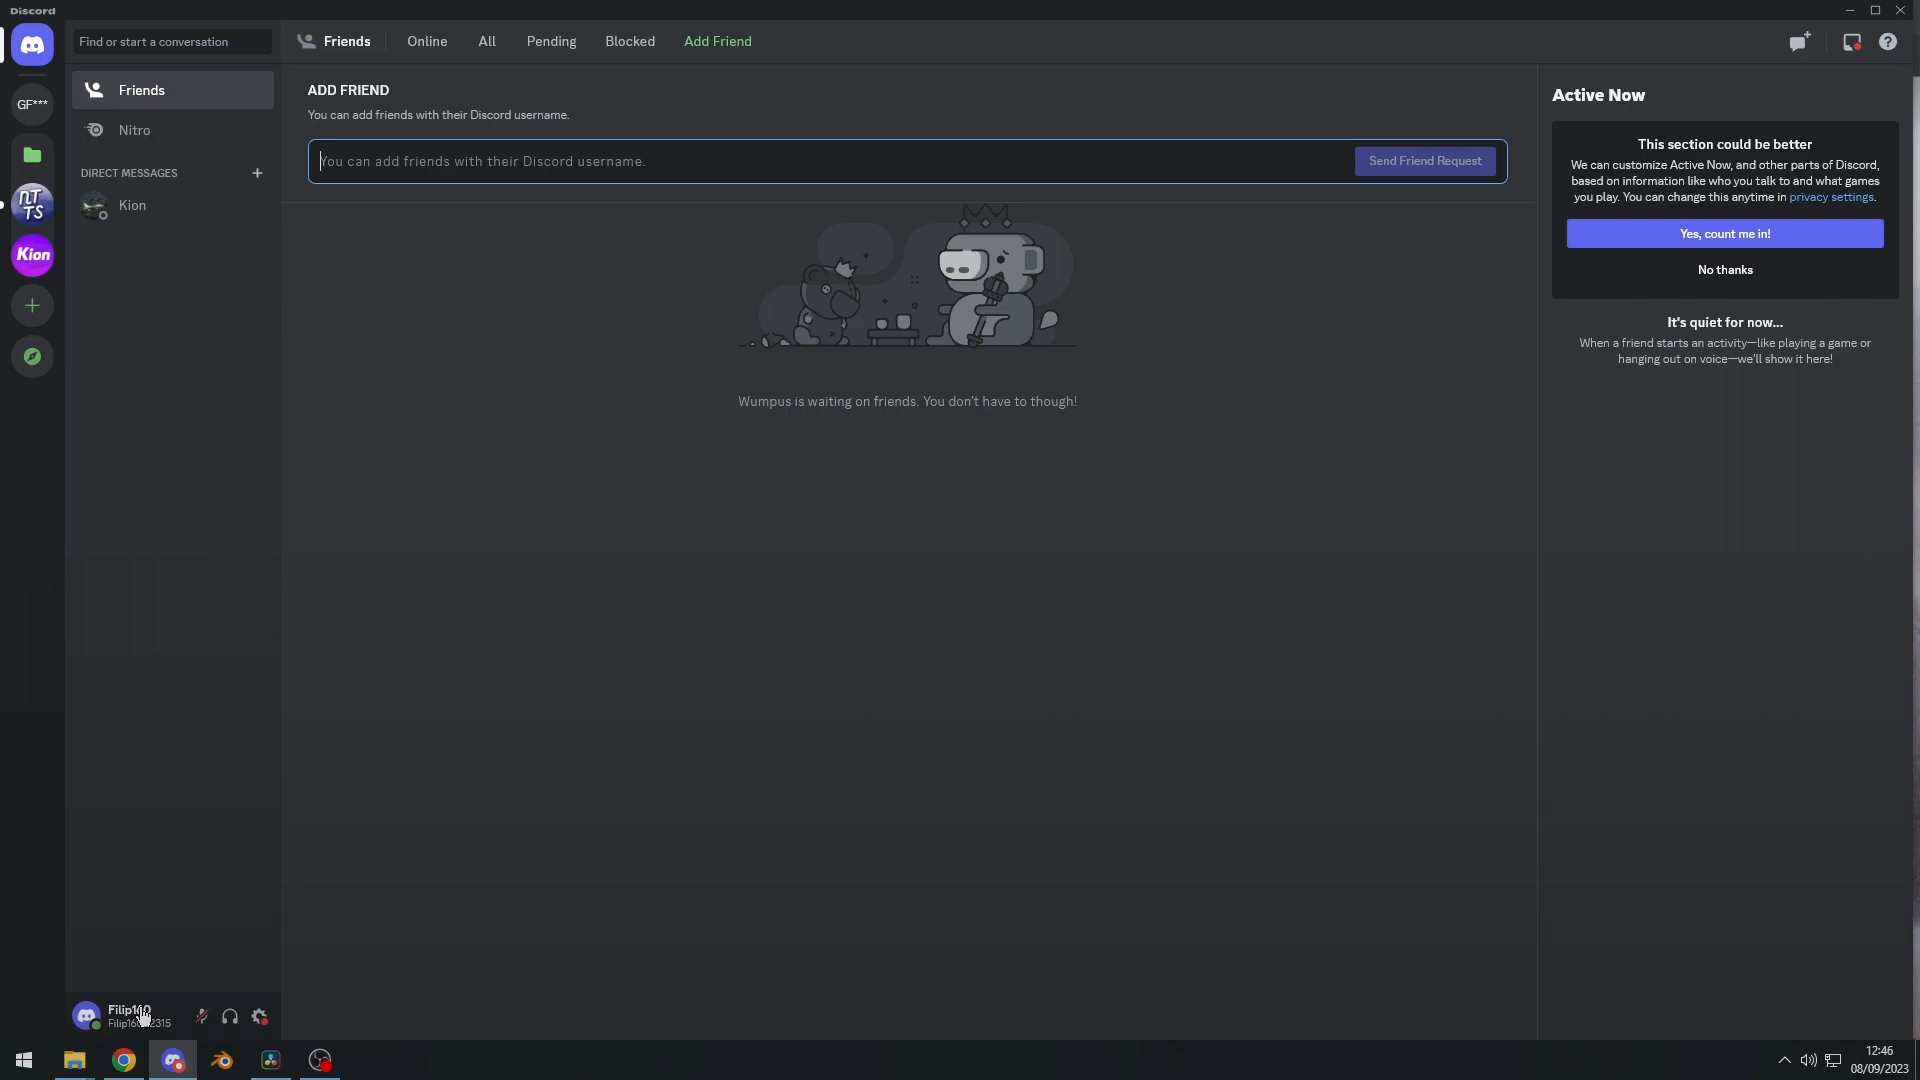 Discord
Find or start a conversation
Friends
Online
All
Pending
Blocked
Add Friend
GF***
Friends
Nitro
DIRECT MESSAGES
Kion
NT
TS
Kion
ADD FRIEND
You can add friends with their Discord username.
You can add friends with their Discord username.
Send Friend Request
Wumpus is waiting on friends. You don't have to though!
Active Now
This section could be better
We can customize Active Now, and other parts of Discord,
based on information like who you talk to and what games
you play. You can change this anytime in privacy settings.
Yes, count me in!
No thanks
It's quiet for now...
When a friend starts an activity—like playing a game or
hanging out on voice—we'll show it here!
Filip160
12:46
08/09/2023